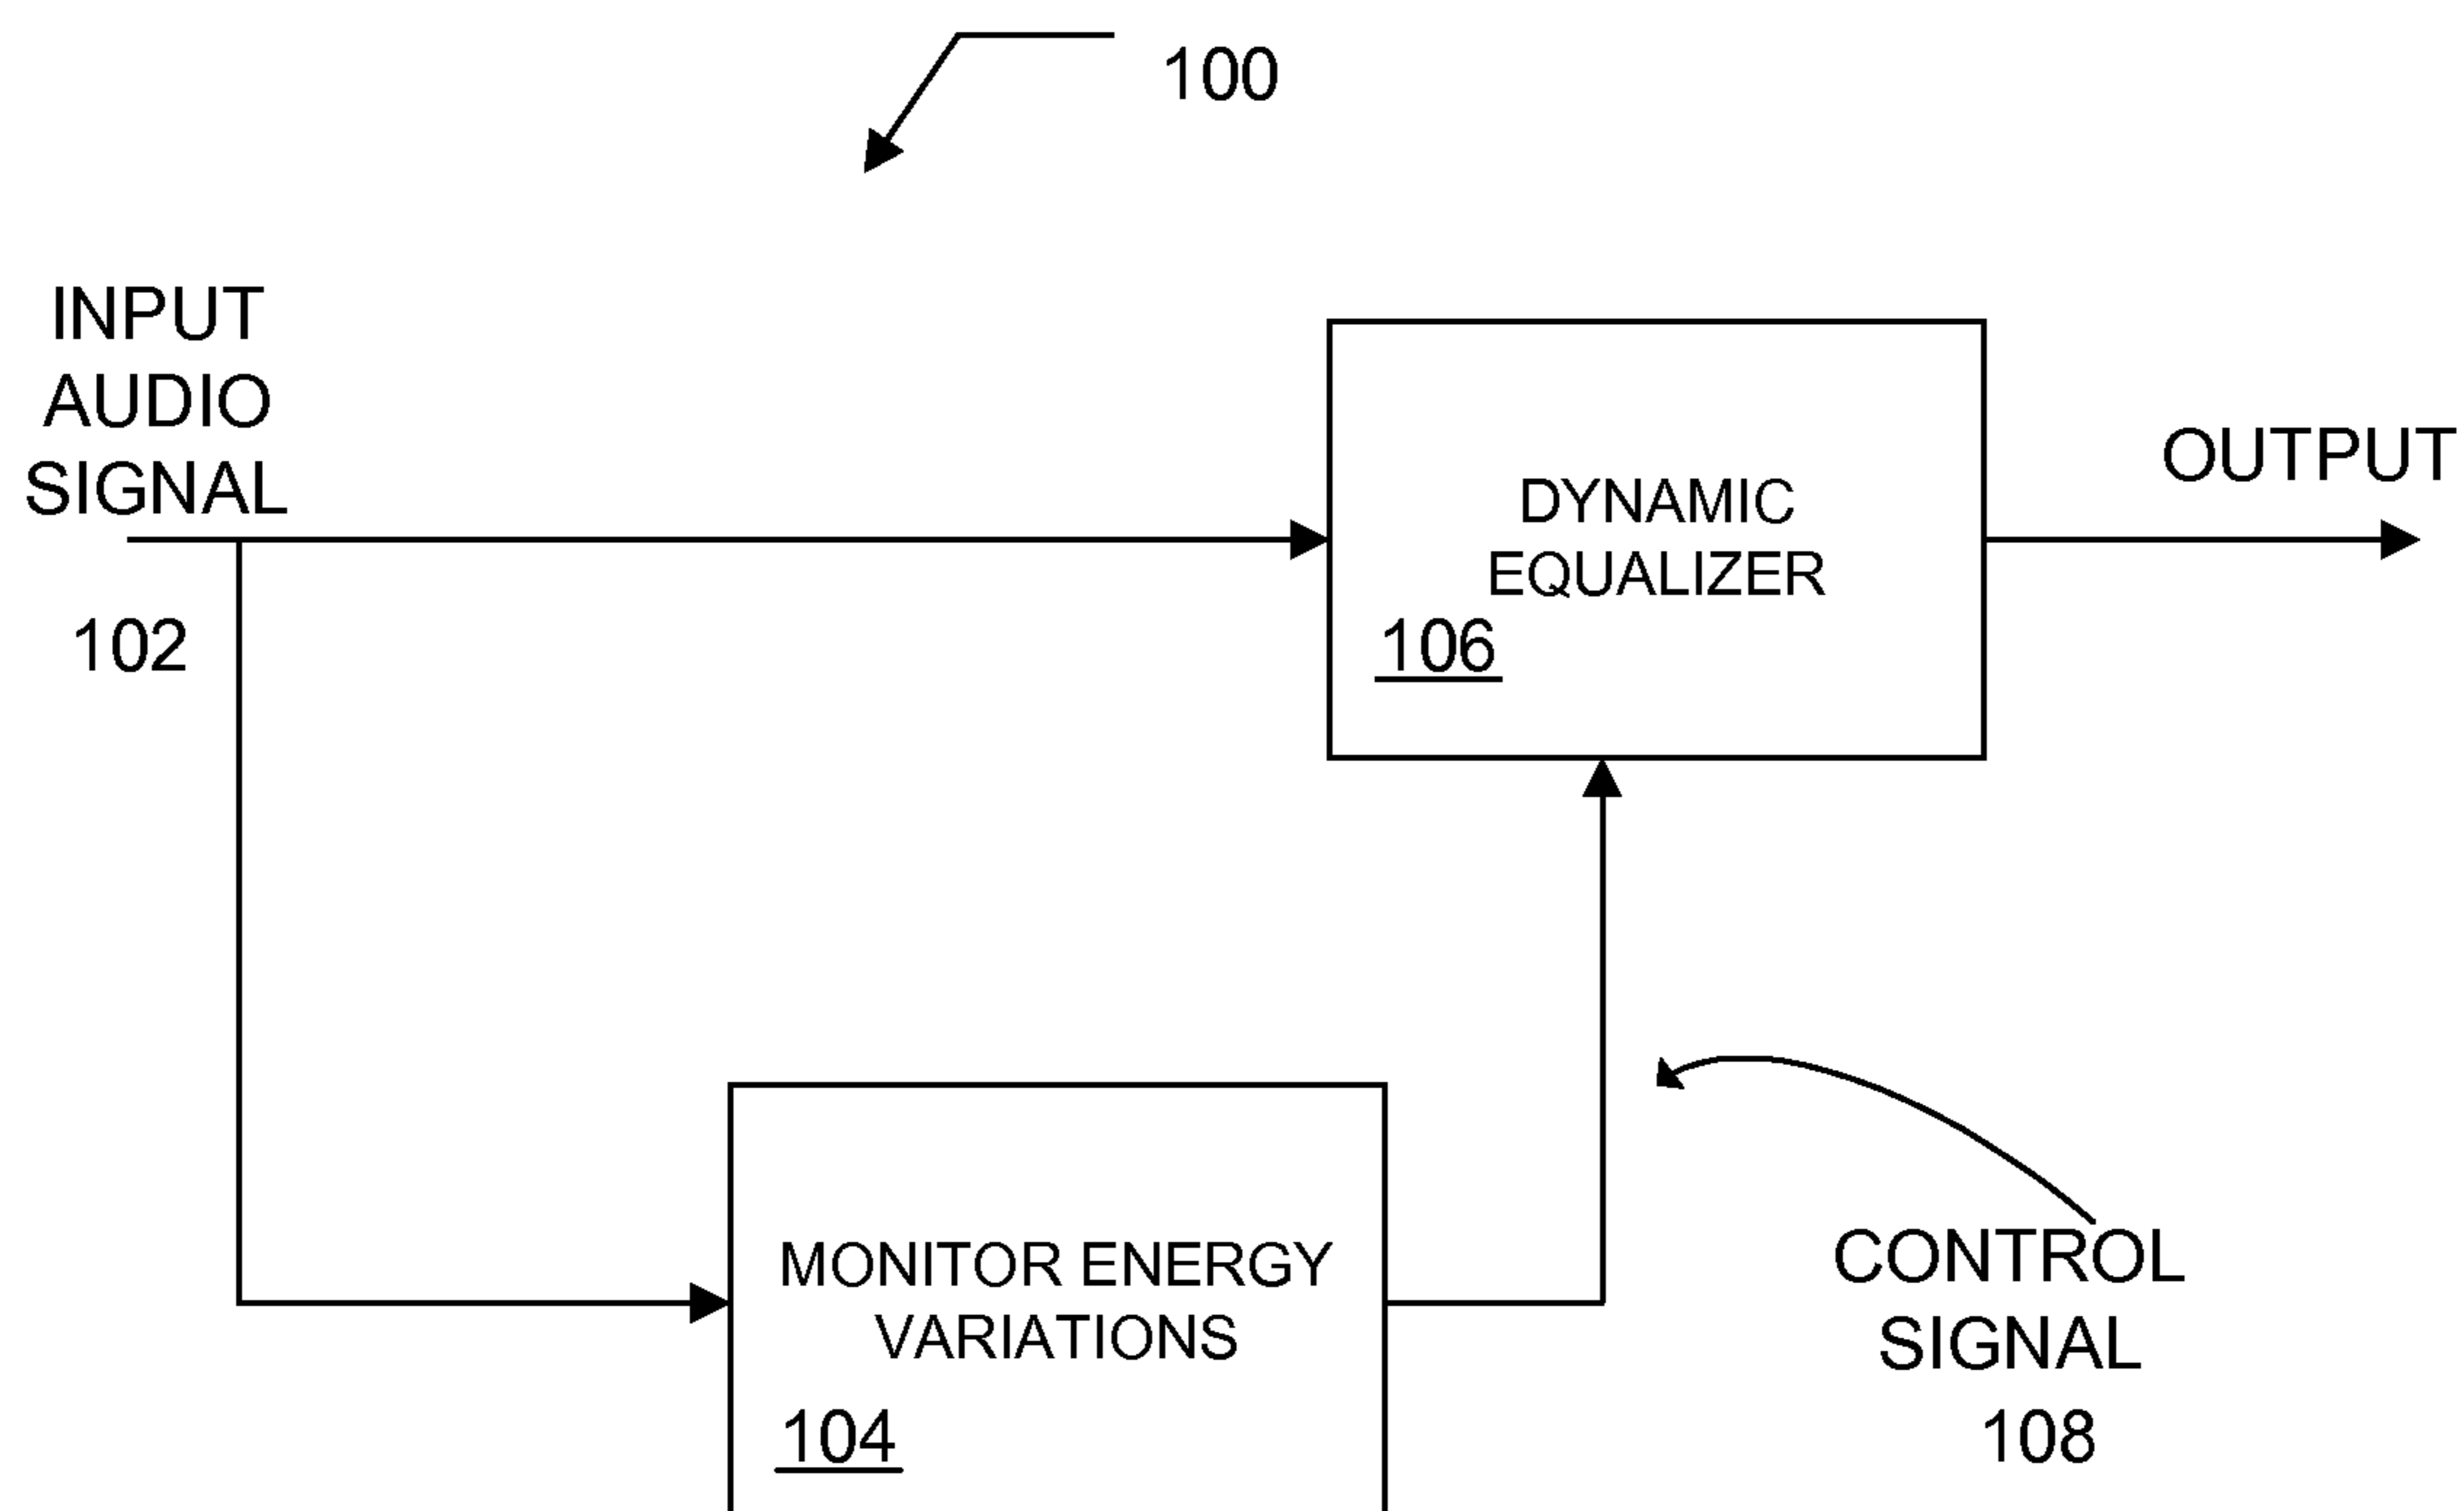 100
INPUT
AUDIO
SIGNAL
102
DYNAMIC
EQUALIZER
106
OUTPUT
MONITOR ENERGY
VARIATIONS
104
CONTROL
SIGNAL
108